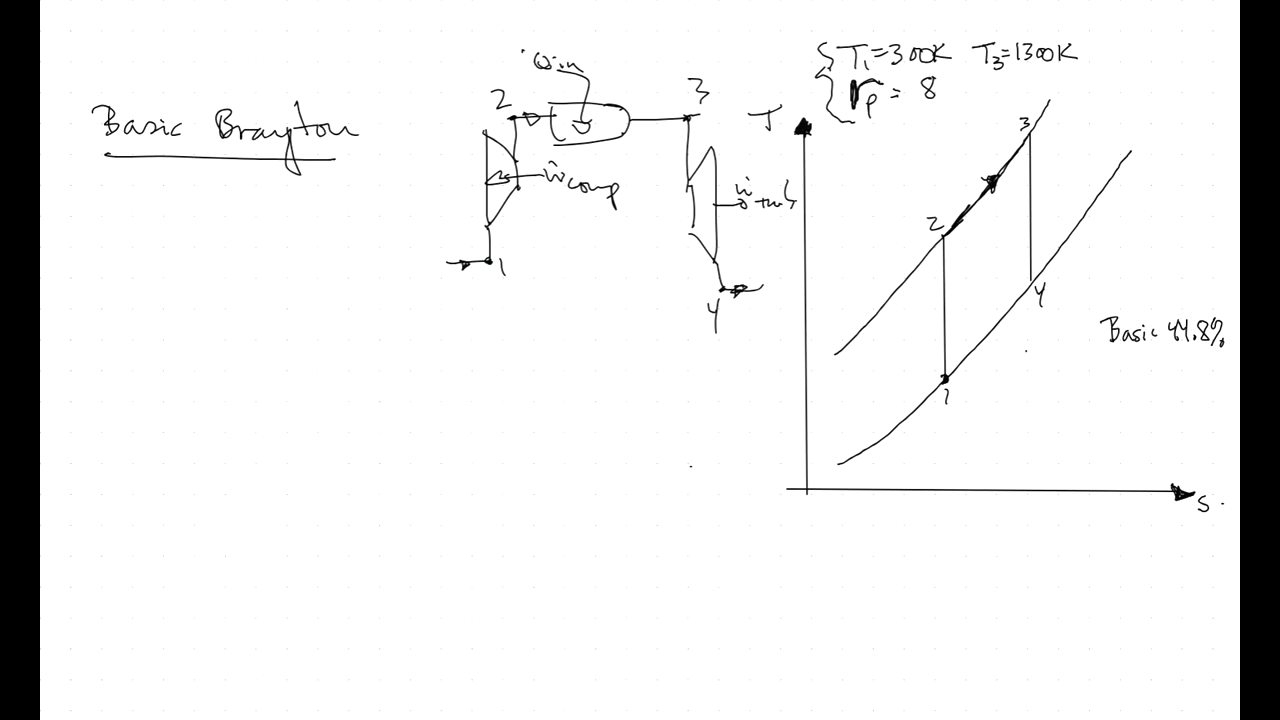 Basic Brayton
Q̇in
2
3
ẇcomp
ẇturb
1
4
T₁=300K T₃=1300K
rp = 8
T
3
2
4
1
S
Basic 44.8%